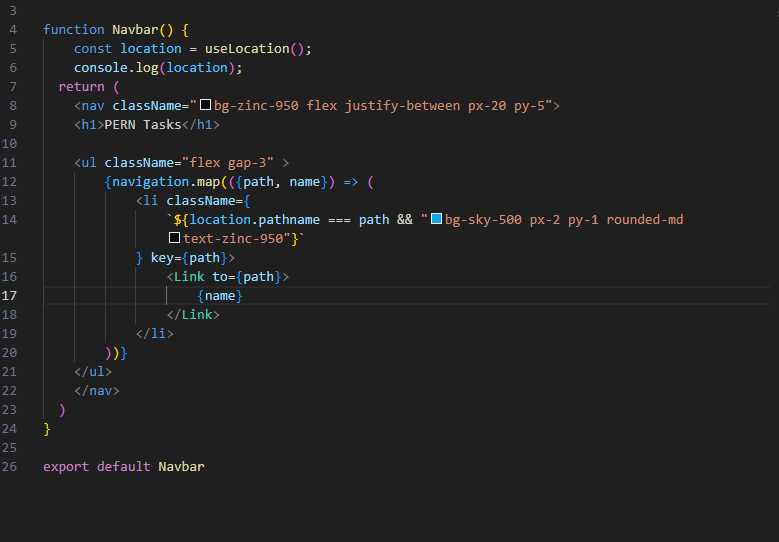 3
4 function Navbar() {
5     const location = useLocation();
6     console.log(location);
7   return (
8     <nav className="bg-zinc-950 flex justify-between px-20 py-5">
9     <h1>PERN Tasks</h1>
10
11     <ul className="flex gap-3" >
12         {navigation.map(({path, name}) => (
13             <li className={
14                 `${location.pathname === path && "bg-sky-500 px-2 py-1 rounded-md
                text-zinc-950"}`
15             } key={path}>
16                 <Link to={path}>
17                     {name}
18                 </Link>
19             </li>
20         ))}
21     </ul>
22     </nav>
23   )
24 }
25
26 export default Navbar